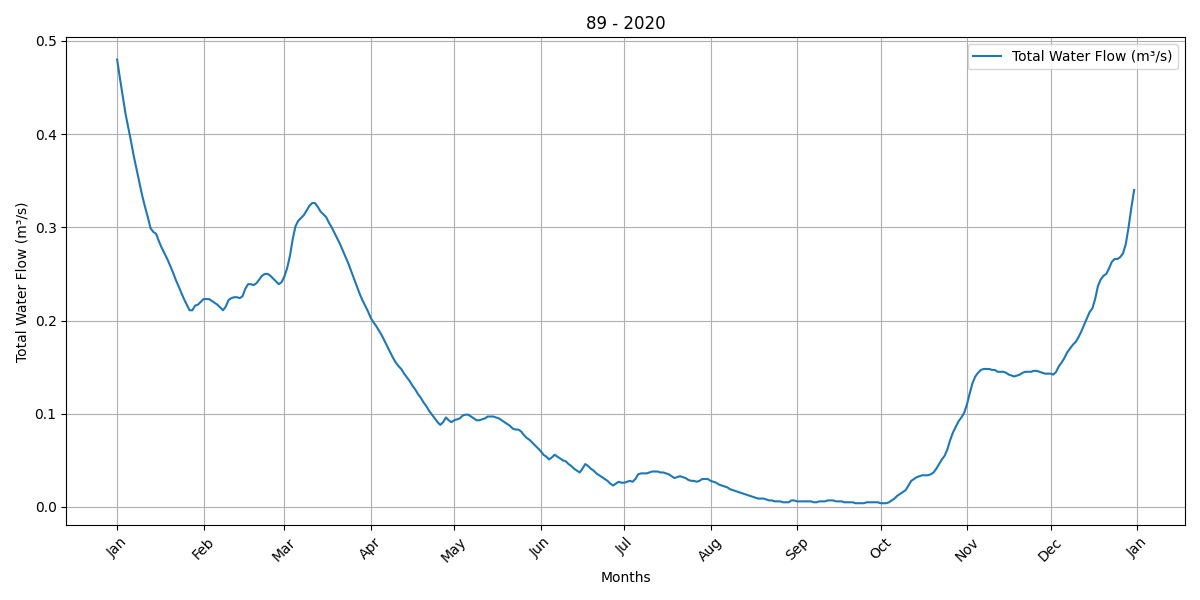 89 - 2020
Total Water Flow (m³/s)
Total Water Flow (m³/s)
0.5
0.4
0.3
0.2
0.1
0.0
Jan
Feb
Mar
Apr
May
Jun
Jul
Aug
Sep
Oct
Nov
Dec
Jan
Months